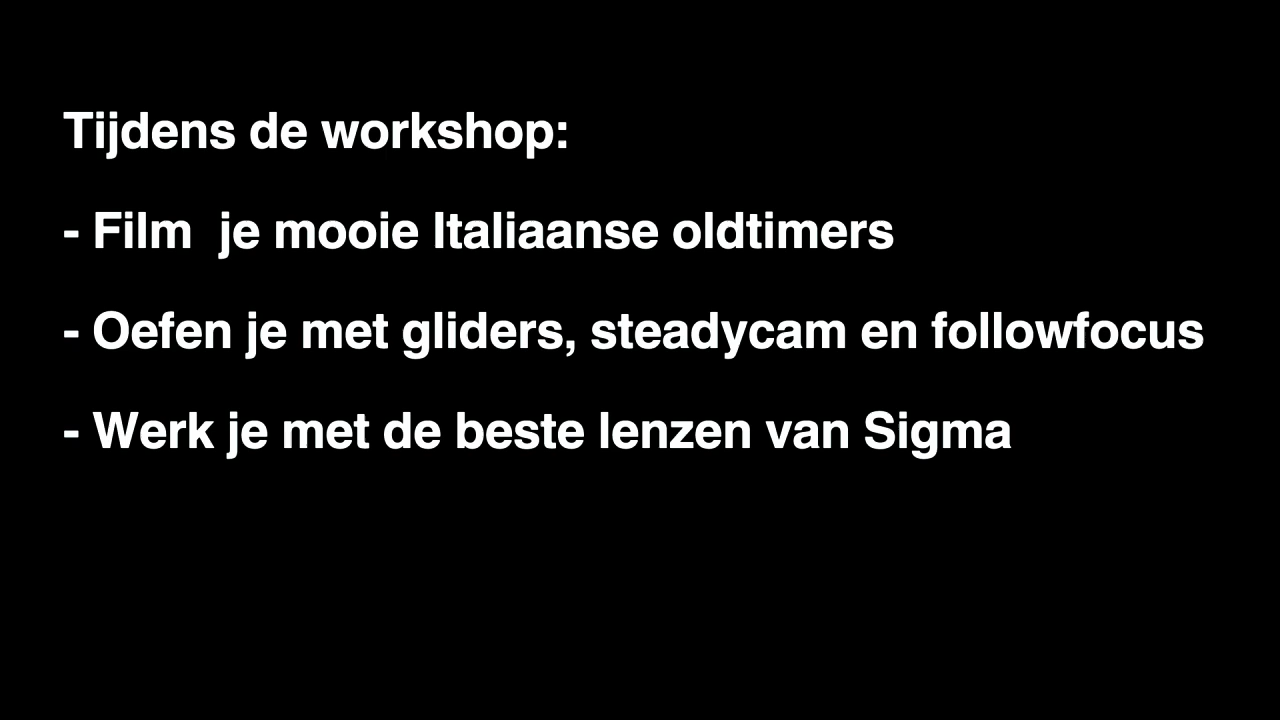 Tijdens de workshop:
- Film  je mooie Italiaanse oldtimers
- Oefen je met gliders, steadycam en followfocus
- Werk je met de beste lenzen van Sigma